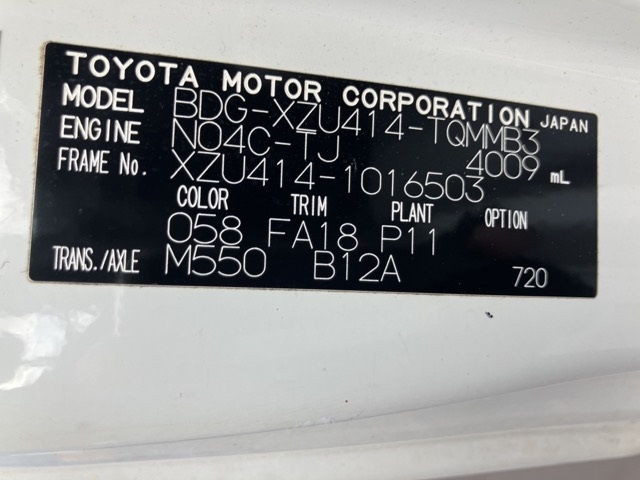 TOYOTA MOTOR CORPORATION JAPAN
MODEL BDG-XZU414-TQMMB3
ENGINE N04C-TJ 4009 mL
FRAME No. XZU414-1016503
COLOR TRIM PLANT OPTION
058 FA18 P11
TRANS./AXLE M550 B12A 720